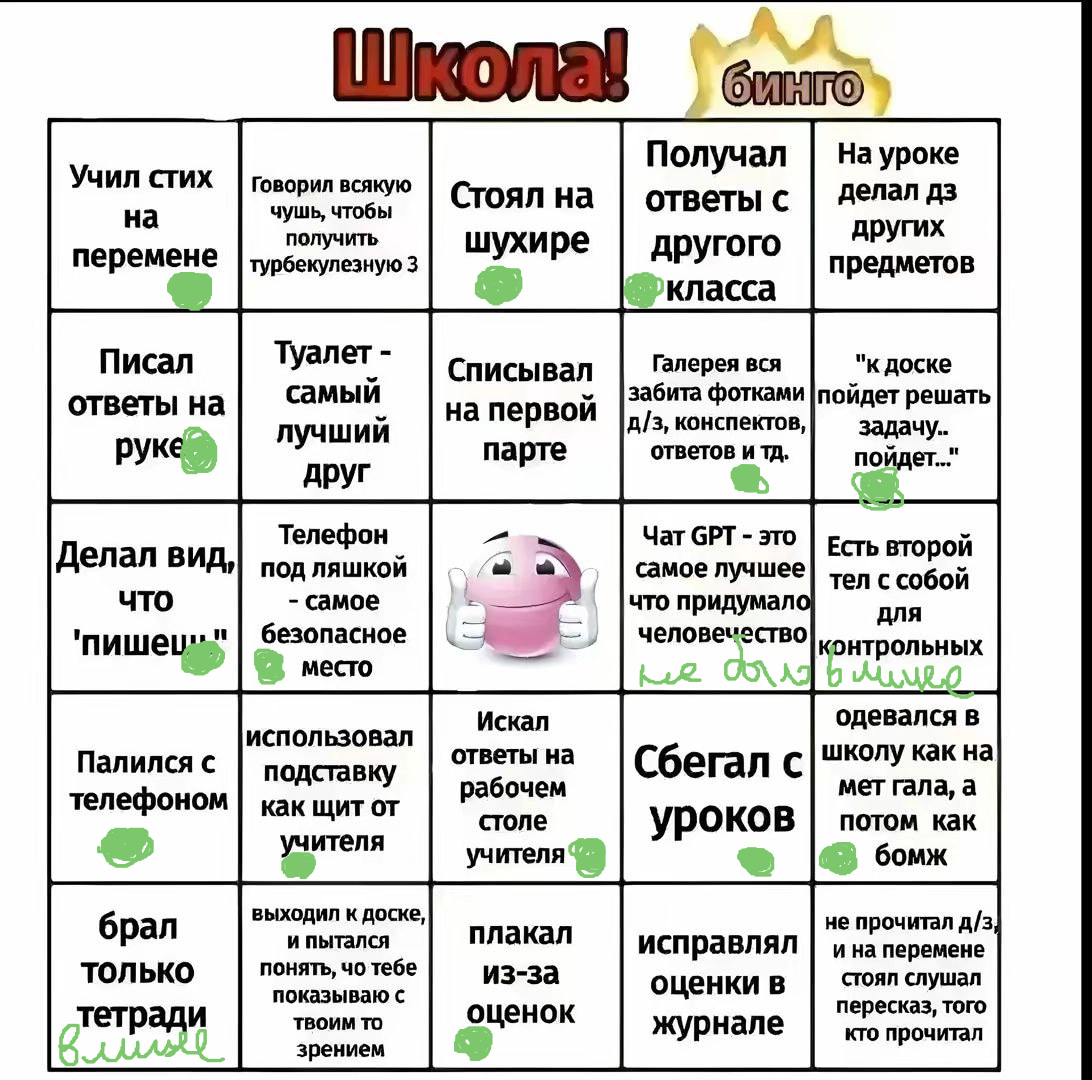 Школа!
бинго
Учил стих
на
перемене
Говорил всякую
чушь, чтобы
получить
турбекулезную 3
Стоял на
шухире
Получал
ответы с
другого
класса
На уроке
делал дз
других
предметов
Писал
ответы на
руке
Туалет -
самый
лучший
друг
Списывал
на первой
парте
Галерея вся
забита фотками
д/з, конспектов,
ответов и тд.
"к доске
пойдет решать
задачу..
пойдет..."
Делал вид,
что
'пишешь"
Телефон
под ляшкой
- самое
безопасное
место
Чат GPT - это
самое лучшее
что придумало
человечество
Есть второй
тел с собой
для
контрольных
не было в лицее
Палился с
телефоном
использовал
подставку
как щит от
учителя
Искал
ответы на
рабочем
столе
учителя
Сбегал с
уроков
одевался в
школу как на
мет гала, а
потом как
бомж
брал
только
тетради
в лицее
выходил к доске,
и пытался
понять, чо тебе
показываю с
твоим то
зрением
плакал
из-за
оценок
исправлял
оценки в
журнале
не прочитал д/з,
и на перемене
стоял слушал
пересказ, того
кто прочитал